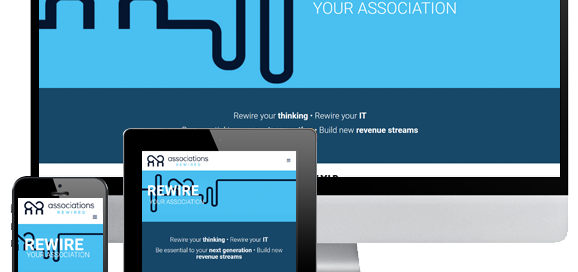 YOUR ASSOCIATION
Rewire your thinking • Rewire your IT
• Build new revenue streams
associations
REWIRED
REWIRE
YOUR ASSOCIATION
Rewire your thinking • Rewire your IT
Be essential to your next generation • Build new
revenue streams
associations
REWIRED
REWIRE
YOUR ASSOCIATION